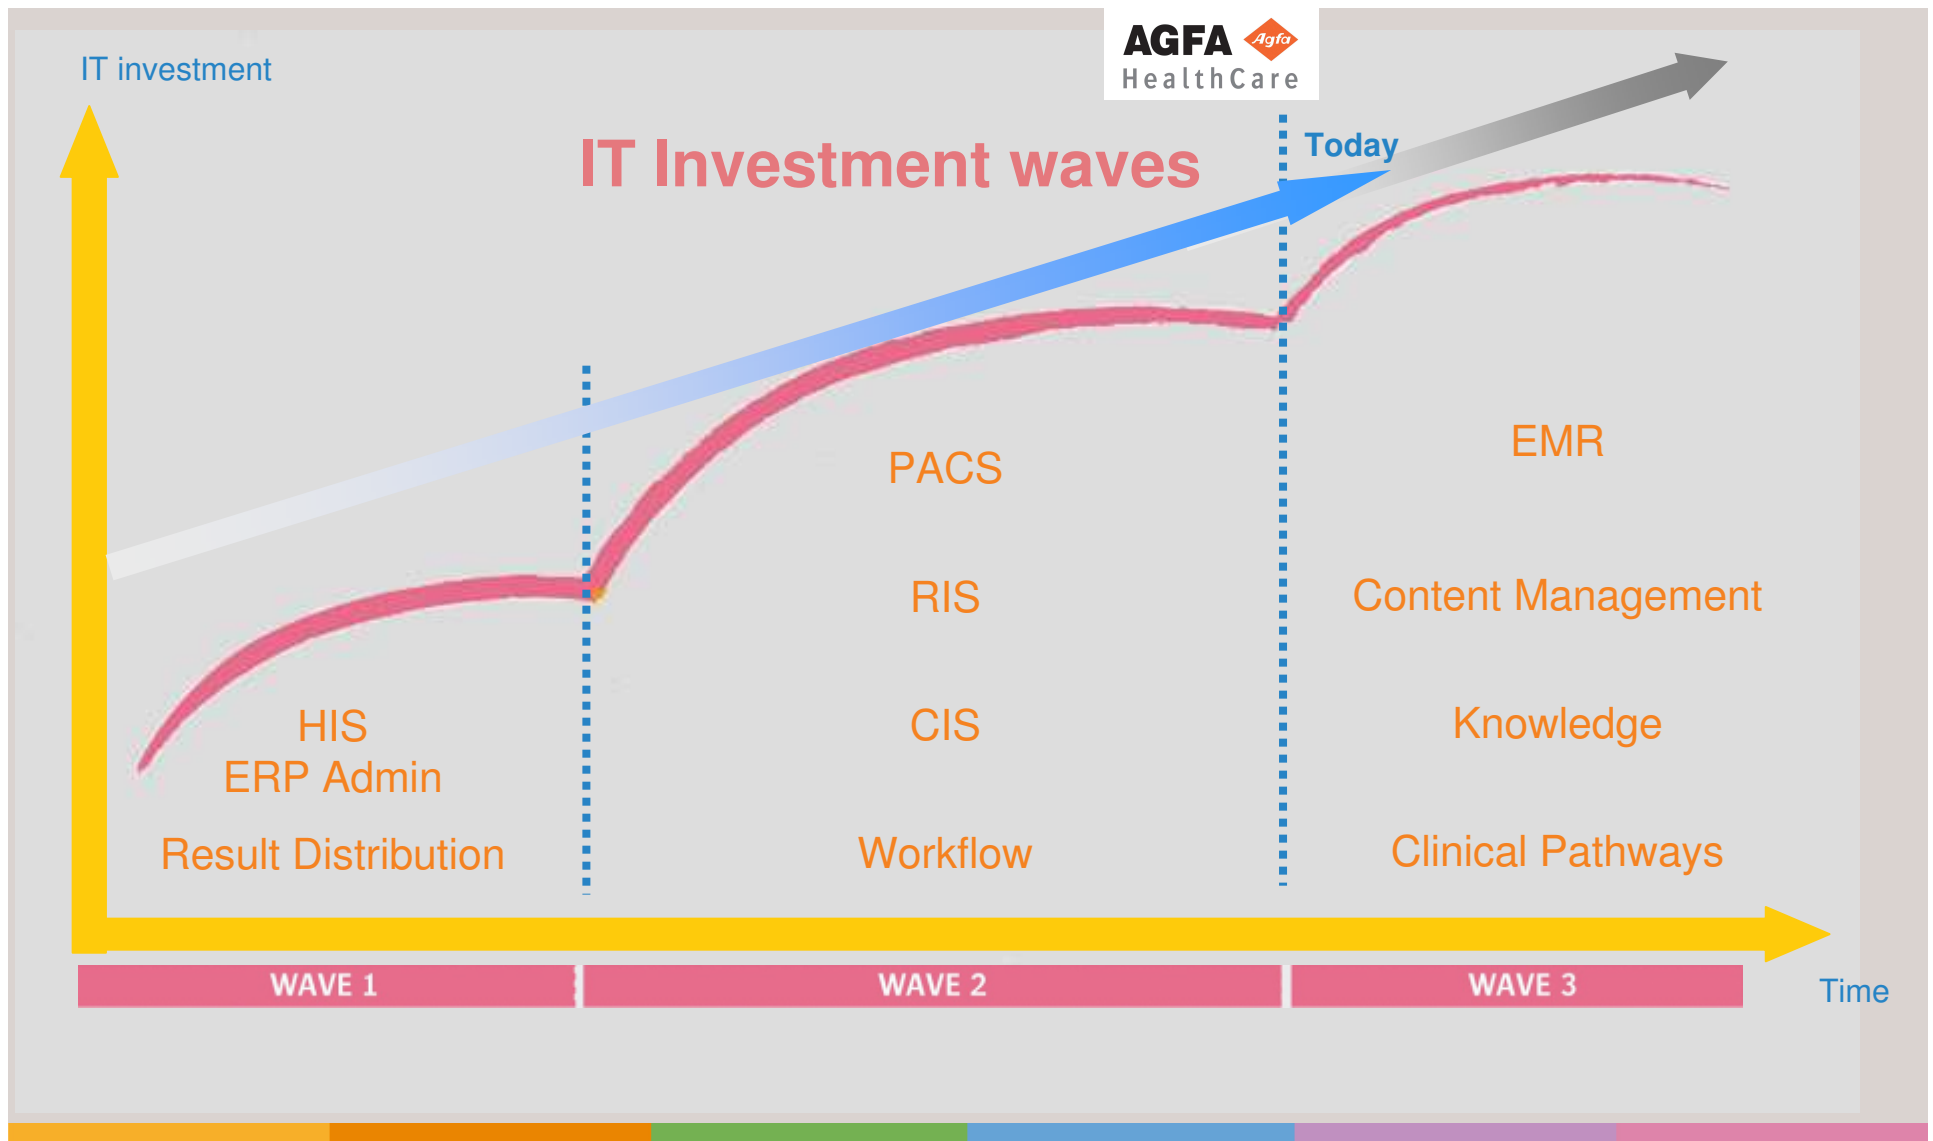 AGFA
Agfa
HealthCare
IT investment
IT Investment waves
Today
PACS
EMR
RIS
Content Management
HIS
CIS
Knowledge
ERP Admin
Result Distribution
Workflow
Clinical Pathways
WAVE 1
WAVE 2
WAVE 3
Time